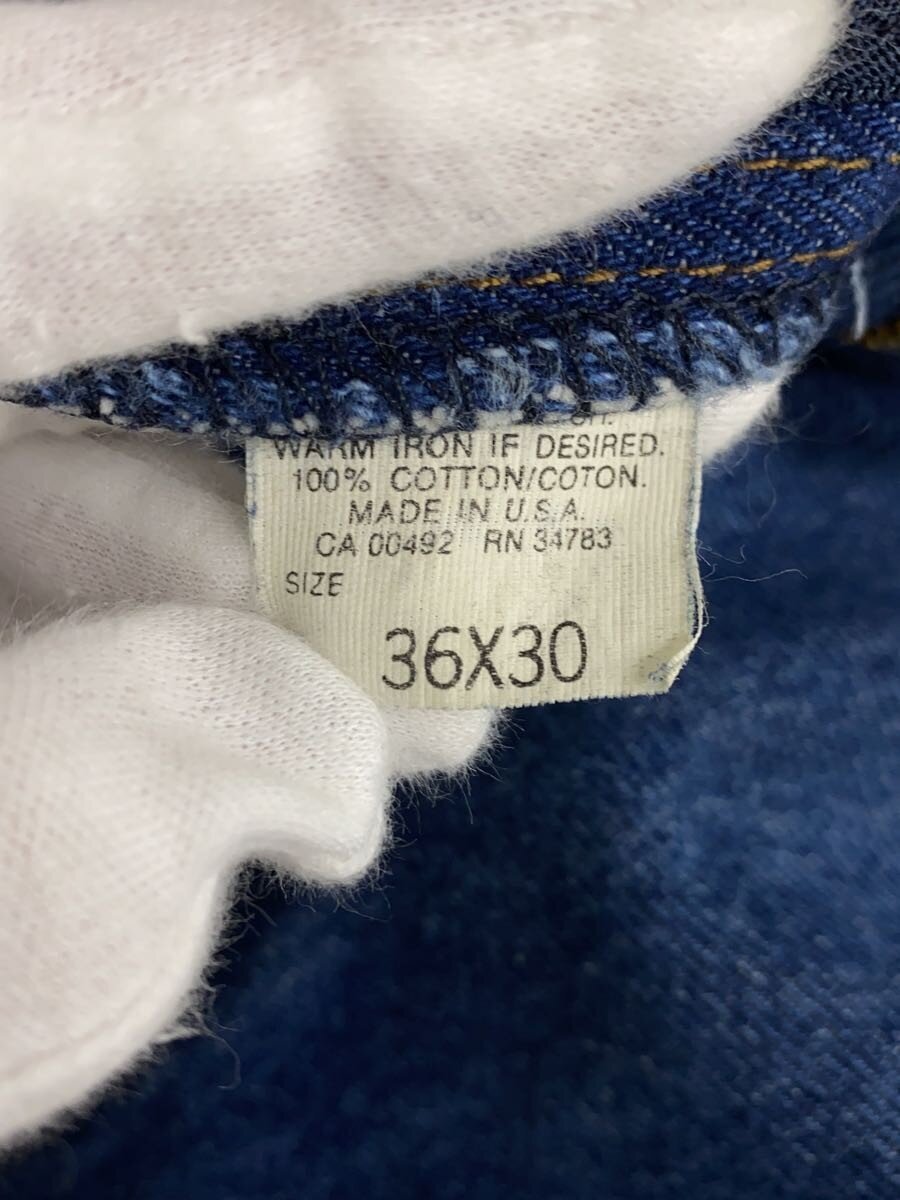 WARM IRON IF DESIRED.
100% COTTON/COTON.
MADE IN U.S.A.
CA 00492 RN 34783
SIZE
36X30